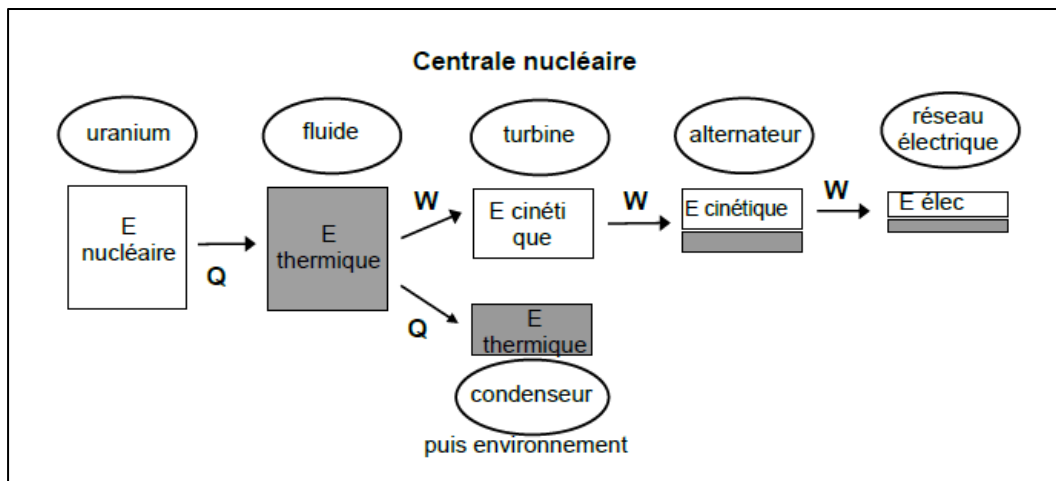 Centrale nucléaire
uranium
fluide
turbine
alternateur
réseau
électrique
E
nucléaire
Q
E
thermique
W
E cinéti
que
W
E cinétique
W
E élec
Q
E
thermique
condenseur
puis environnement